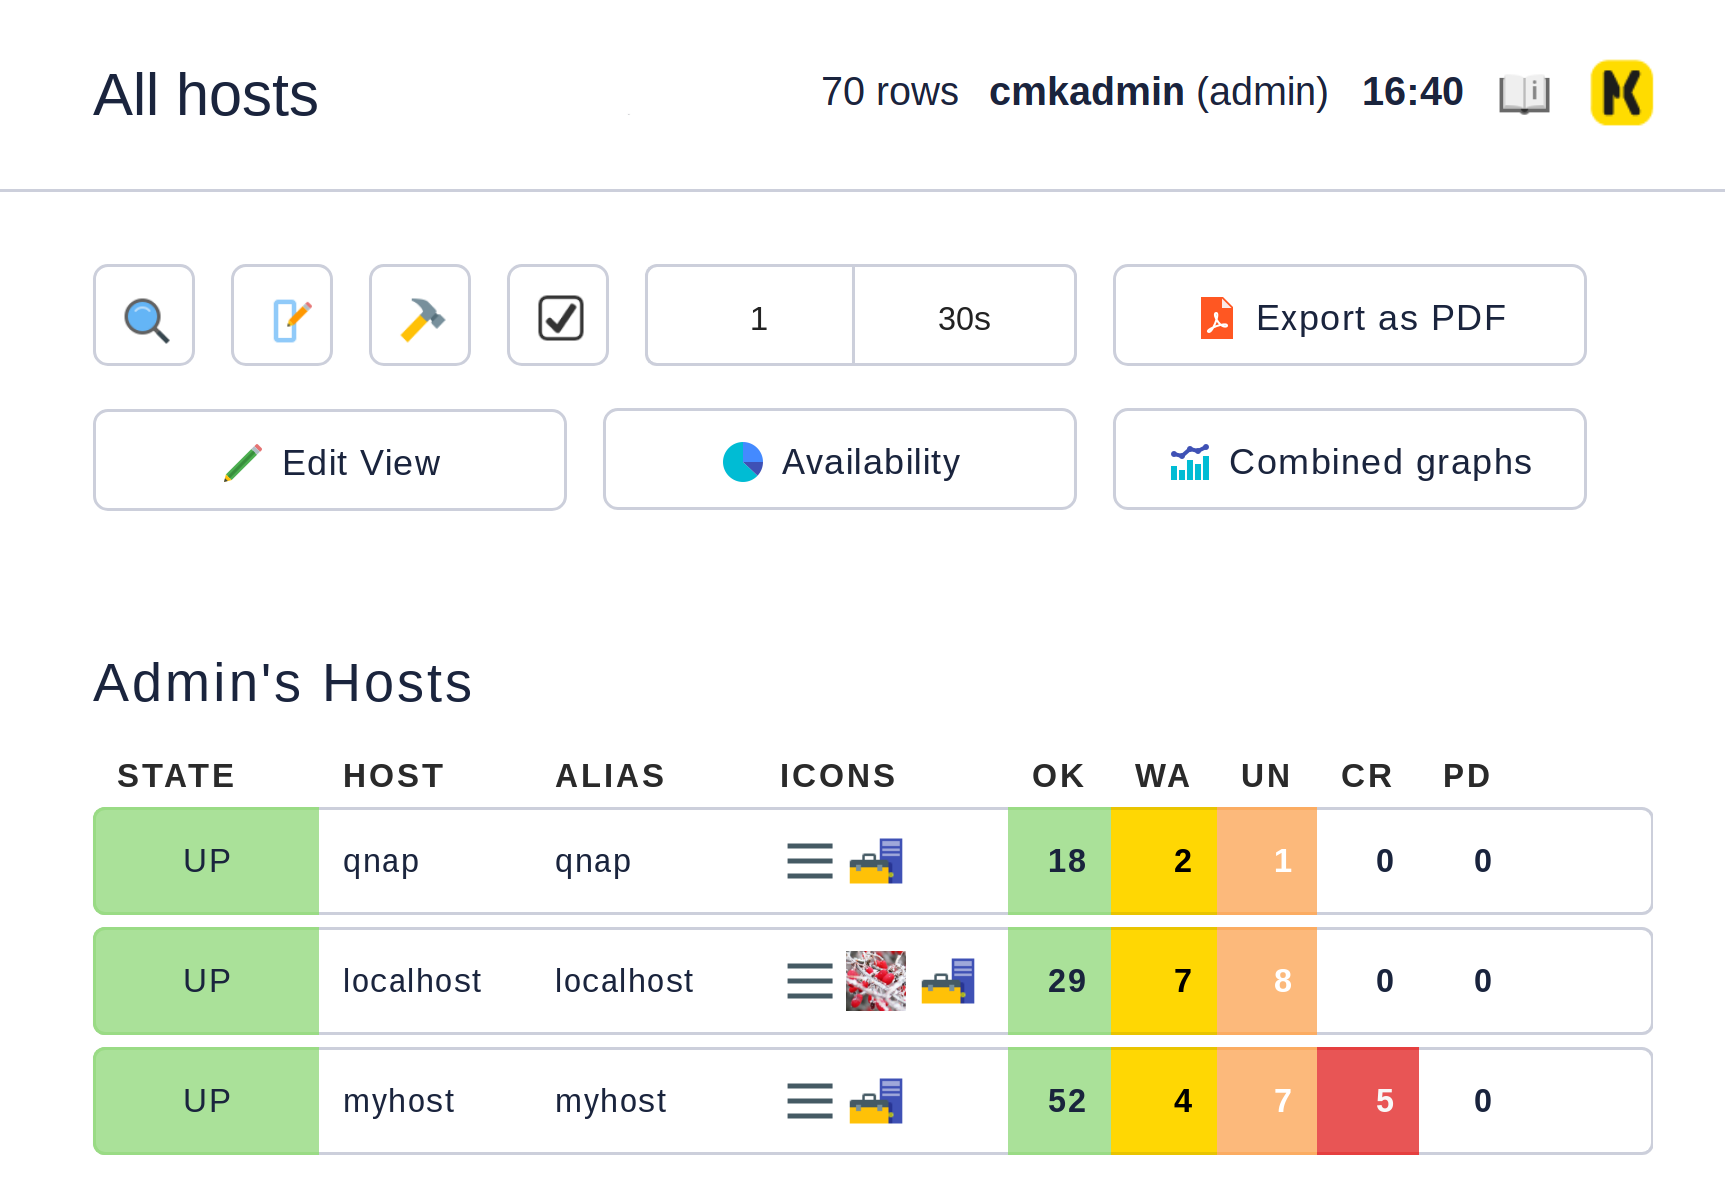 All hosts 70 rows cmkadmin (admin) 16:40
1 30s Export as PDF
Edit View Availability Combined graphs
Admin's Hosts
STATE HOST ALIAS ICONS OK WA UN CR PD
UP qnap qnap 18 2 1 0 0
UP localhost localhost 29 7 8 0 0
UP myhost myhost 52 4 7 5 0